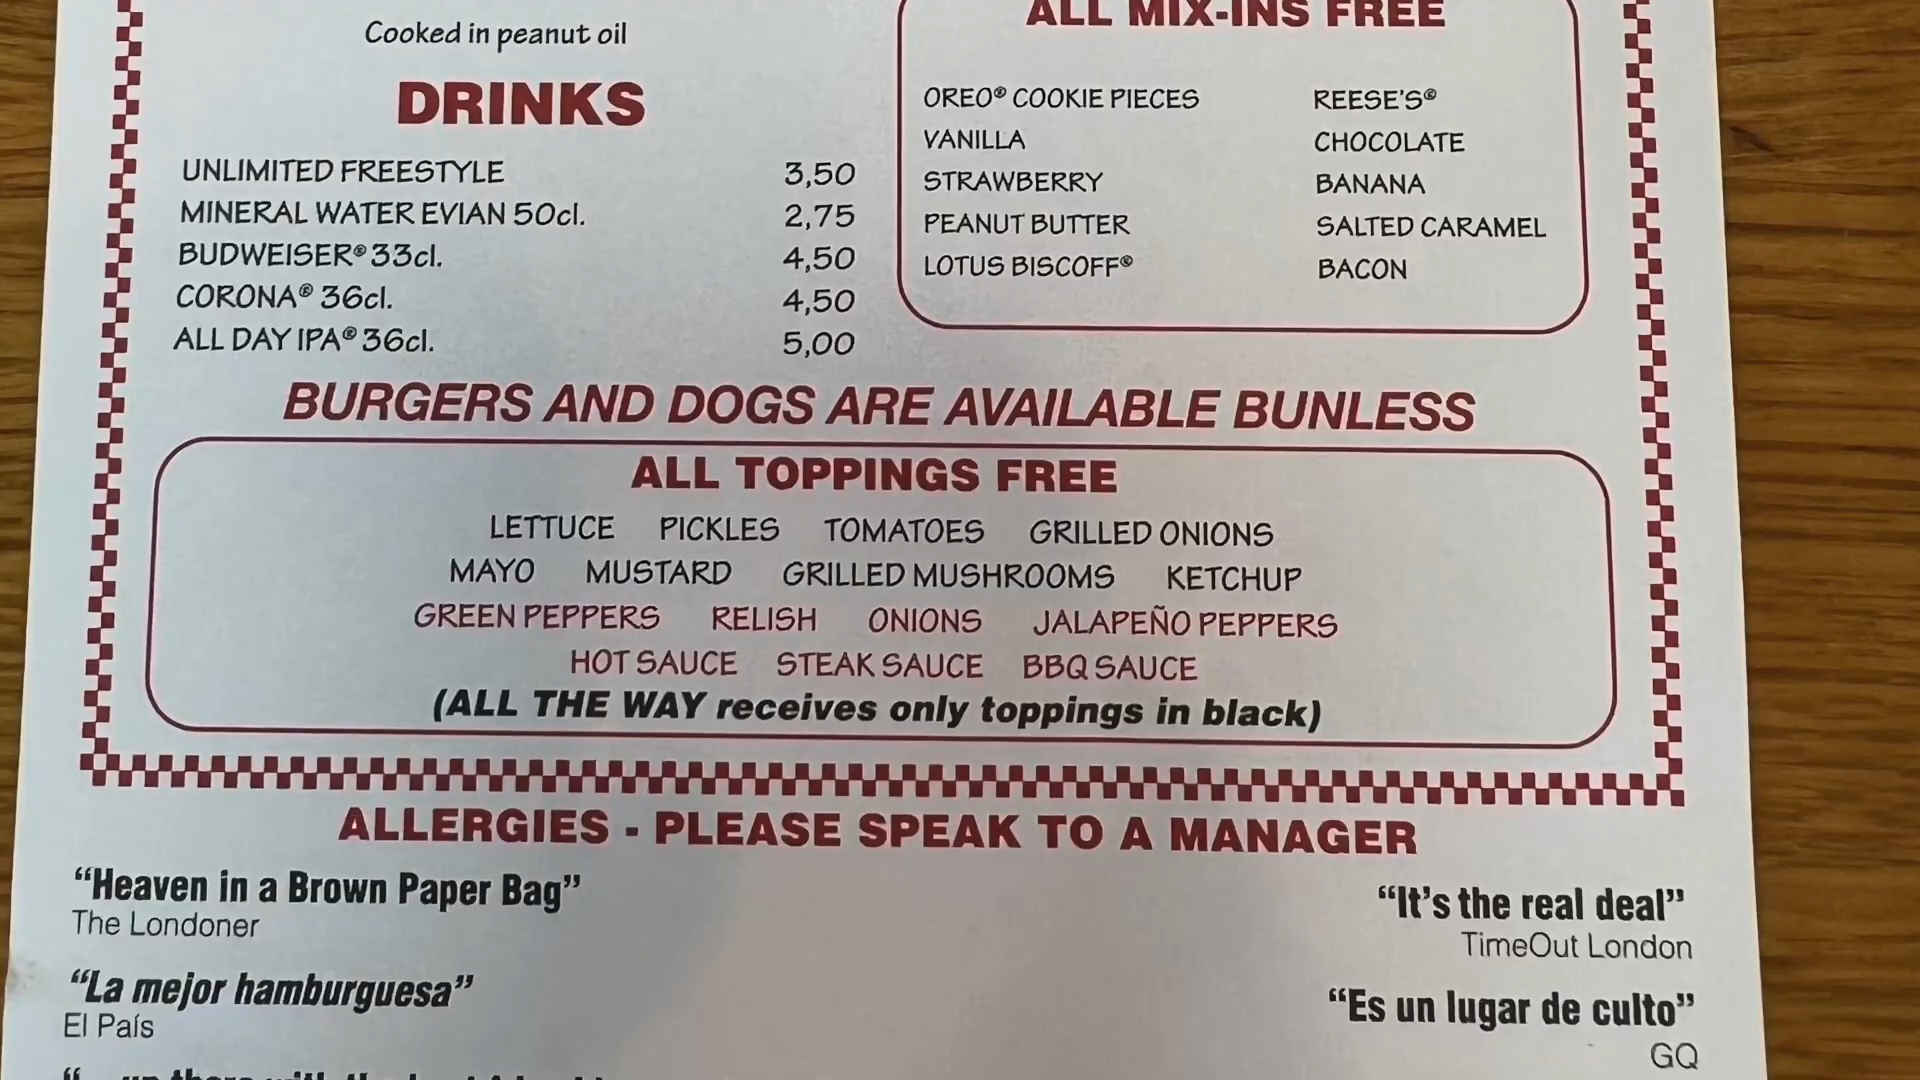 Cooked in peanut oil
DRINKS
UNLIMITED FREESTYLE 3,50
MINERAL WATER EVIAN 50cl. 2,75
BUDWEISER® 33cl. 4,50
CORONA® 36cl. 4,50
ALL DAY IPA® 36cl. 5,00
ALL MIX-INS FREE
OREO® COOKIE PIECES REESE'S®
VANILLA CHOCOLATE
STRAWBERRY BANANA
PEANUT BUTTER SALTED CARAMEL
LOTUS BISCOFF® BACON
BURGERS AND DOGS ARE AVAILABLE BUNLESS
ALL TOPPINGS FREE
LETTUCE PICKLES TOMATOES GRILLED ONIONS
MAYO MUSTARD GRILLED MUSHROOMS KETCHUP
GREEN PEPPERS RELISH ONIONS JALAPEÑO PEPPERS
HOT SAUCE STEAK SAUCE BBQ SAUCE
(ALL THE WAY receives only toppings in black)
ALLERGIES - PLEASE SPEAK TO A MANAGER
“Heaven in a Brown Paper Bag”
The Londoner
“It's the real deal”
TimeOut London
“La mejor hamburguesa”
El País
“Es un lugar de culto”
GQ